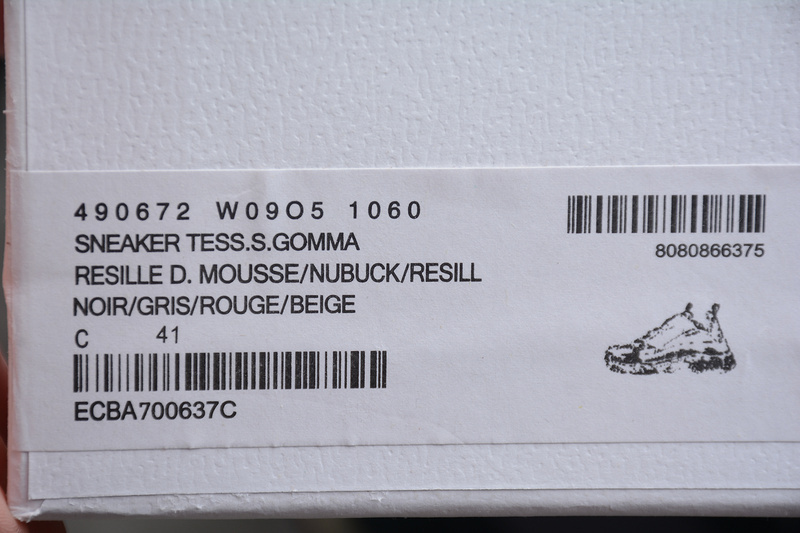 490672 W09O5 1060
SNEAKER TESS.S.GOMMA
RESILLE D. MOUSSE/NUBUCK/RESILL
NOIR/GRIS/ROUGE/BEIGE
C 41
ECBA700637C
8080866375